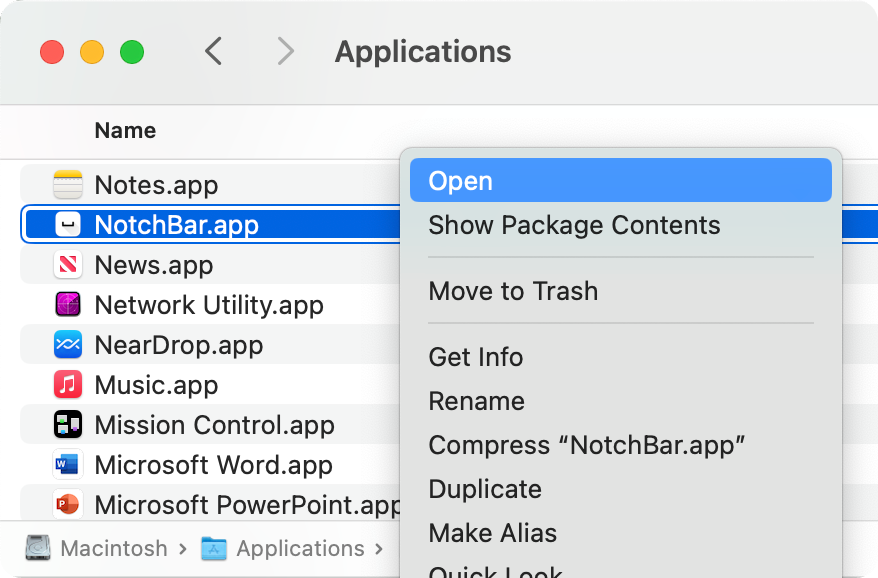 Applications
Name
Notes.app
NotchBar.app
News.app
Network Utility.app
NearDrop.app
Music.app
Mission Control.app
Microsoft Word.app
Microsoft PowerPoint.app
Macintosh › Applications ›
Open
Show Package Contents
Move to Trash
Get Info
Rename
Compress “NotchBar.app”
Duplicate
Make Alias
Quick Look